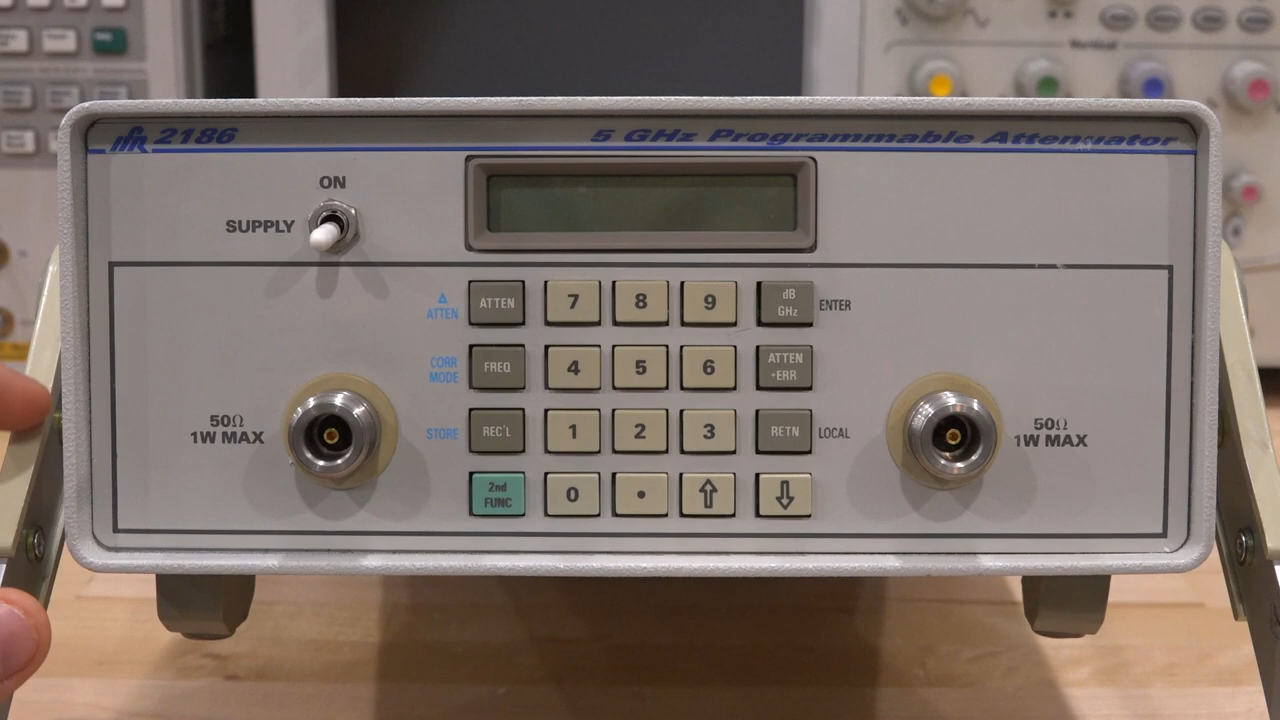 ifr 2186
5 GHz Programmable Attenuator
Vertical
ON
SUPPLY
Δ
ATTEN
ATTEN
7
8
9
dB
GHz
ENTER
CORR
MODE
FREQ
4
5
6
ATTEN
+ERR
50Ω
1W MAX
STORE
REC'L
1
2
3
RETN
LOCAL
50Ω
1W MAX
2nd
FUNC
0
•
⇧
⇩